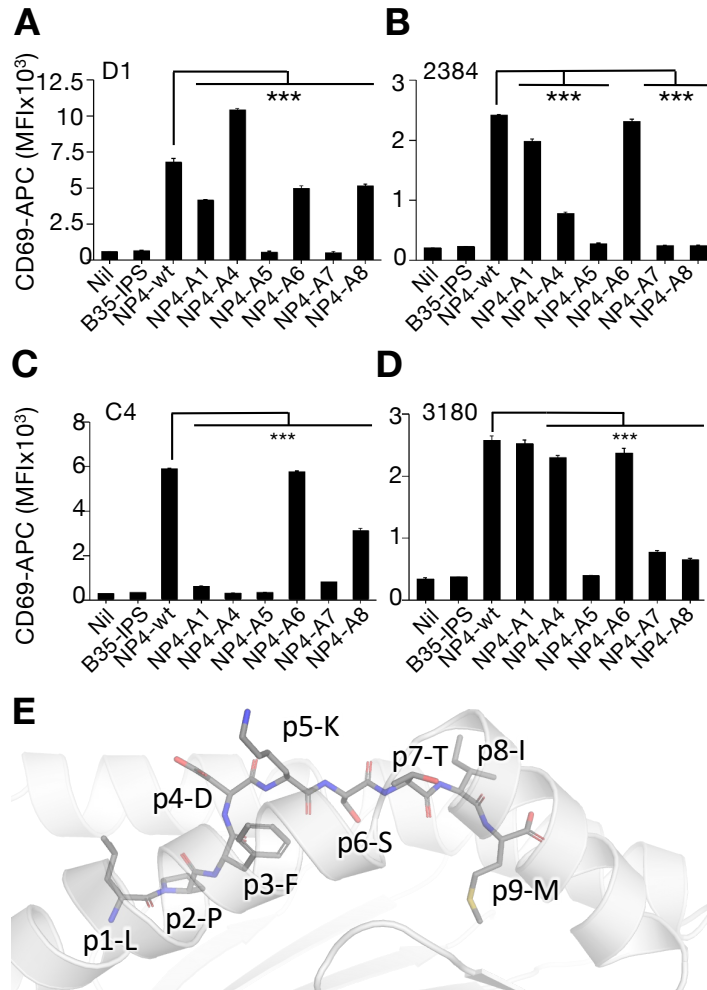 A
D1
CD69-APC (MFIx10³)
12.5
10
7.5
5
2.5
0
***
Nil
B35-IPS
NP4-wt
NP4-A1
NP4-A4
NP4-A5
NP4-A6
NP4-A7
NP4-A8
B
2384
3
2
1
0
***
***
Nil
B35-IPS
NP4-wt
NP4-A1
NP4-A4
NP4-A5
NP4-A6
NP4-A7
NP4-A8
C
C4
CD69-APC (MFIx10³)
8
6
4
2
0
***
Nil
B35-IPS
NP4-wt
NP4-A1
NP4-A4
NP4-A5
NP4-A6
NP4-A7
NP4-A8
D
3180
3
2
1
0
***
Nil
B35-IPS
NP4-wt
NP4-A1
NP4-A4
NP4-A5
NP4-A6
NP4-A7
NP4-A8
E
p1-L
p2-P
p3-F
p4-D
p5-K
p6-S
p7-T
p8-I
p9-M